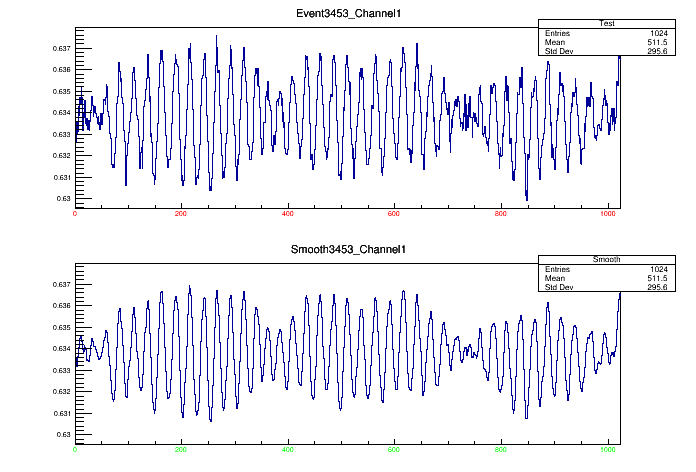 Event3453_Channel1
Test
Entries 1024
Mean 511.5
Std Dev 295.6
0.637
0.636
0.635
0.634
0.633
0.632
0.631
0.63
0 200 400 600 800 1000
Smooth3453_Channel1
Smooth
Entries 1024
Mean 511.5
Std Dev 295.6
0.637
0.636
0.635
0.634
0.633
0.632
0.631
0.63
0 200 400 600 800 1000